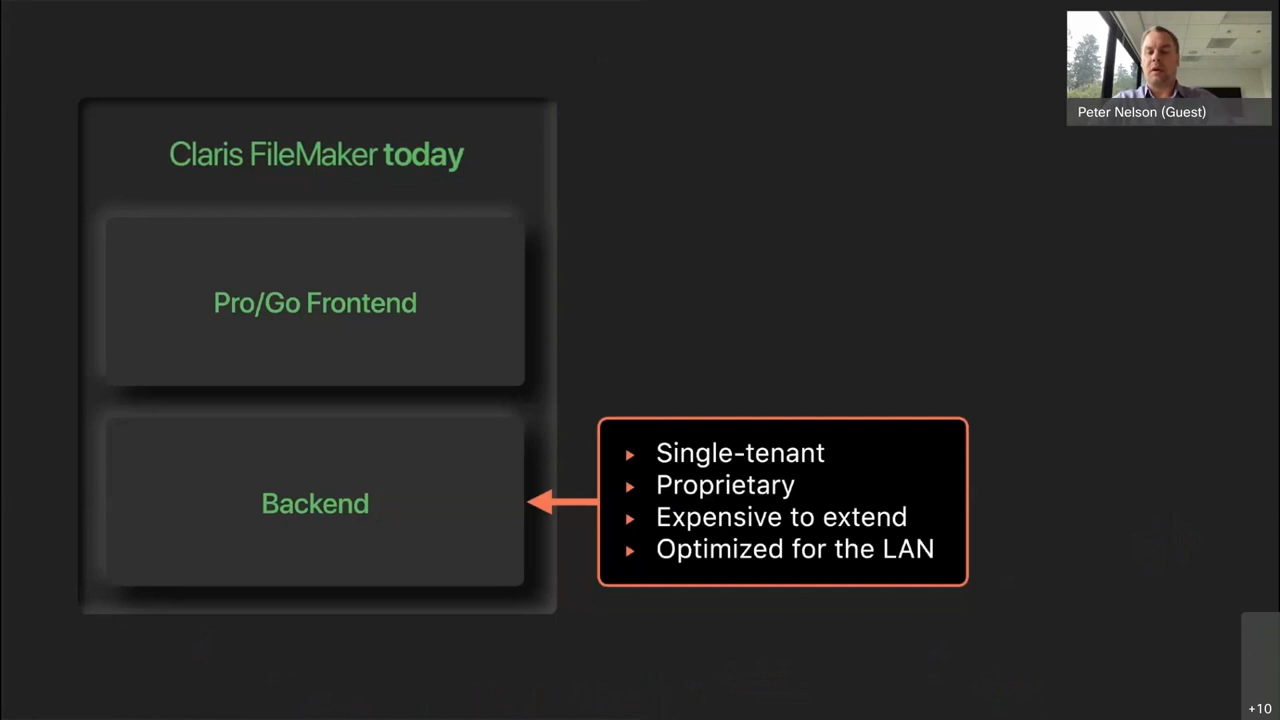 Claris FileMaker today
Pro/Go Frontend
Backend
Single-tenant
Proprietary
Expensive to extend
Optimized for the LAN
Peter Nelson (Guest)
+10